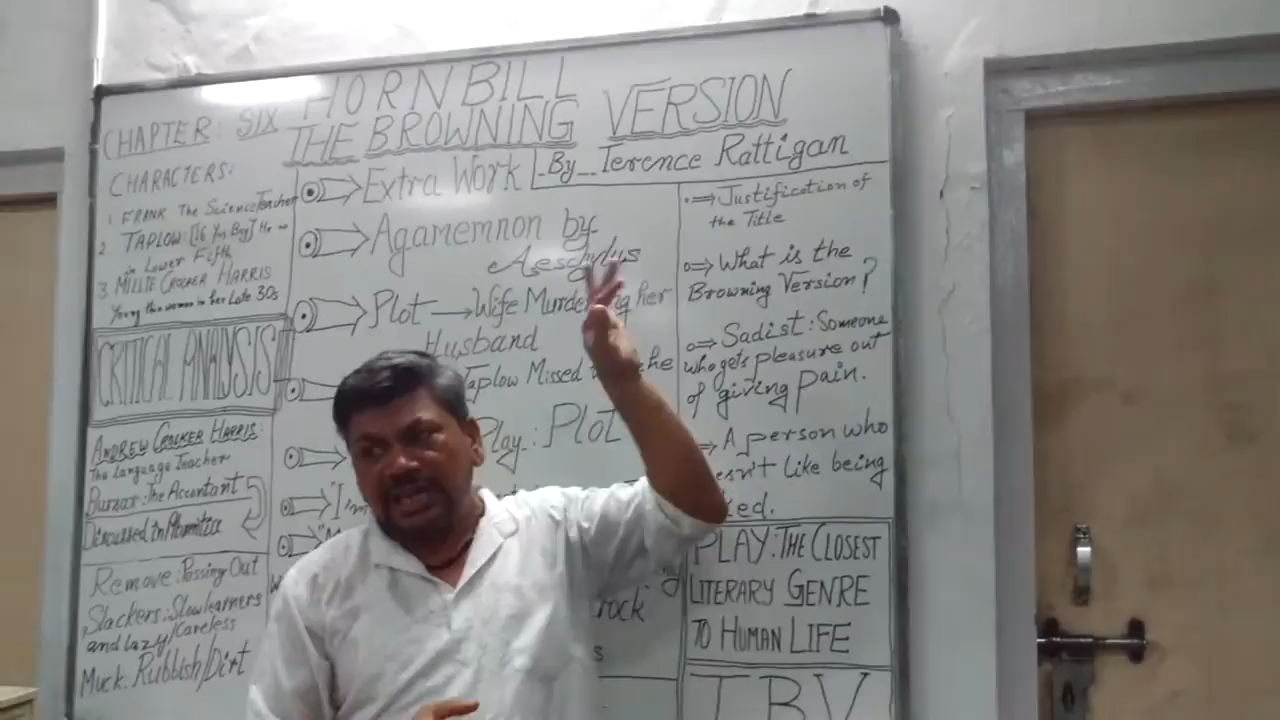 HORNBILL
CHAPTER: SIX
THE BROWNING VERSION
By Terence Rattigan
CHARACTERS:
1. FRANK The Science Teacher
2 TAPLOW: [16 Yrs Boy] He
in Lower Fifth
3. MILLIE CROCKER HARRIS
Young the woman in her Late 30s
CRITICAL ANALYSIS
ANDREW CROCKER HARRIS:
The Language Teacher
Bursar: The Accontant
Discussed in
Remove: Passing Out
Slackers: Slow learners
and lazy/Careless
Muck. Rubbish/Dirt
Extra Work
Agamemnon by
Aeschylus
Plot → Wife Murdering her
Husband
Taplow Missed the
Play: PLOT
rock
⇒ Justification of
the Title
⇒ What is the
Browning Version?
⇒ Sadist: Someone
who gets pleasure out
of giving pain.
⇒ A person who
like being
PLAY: THE CLOSEST
LITERARY GENRE
TO HUMAN LIFE
TBV